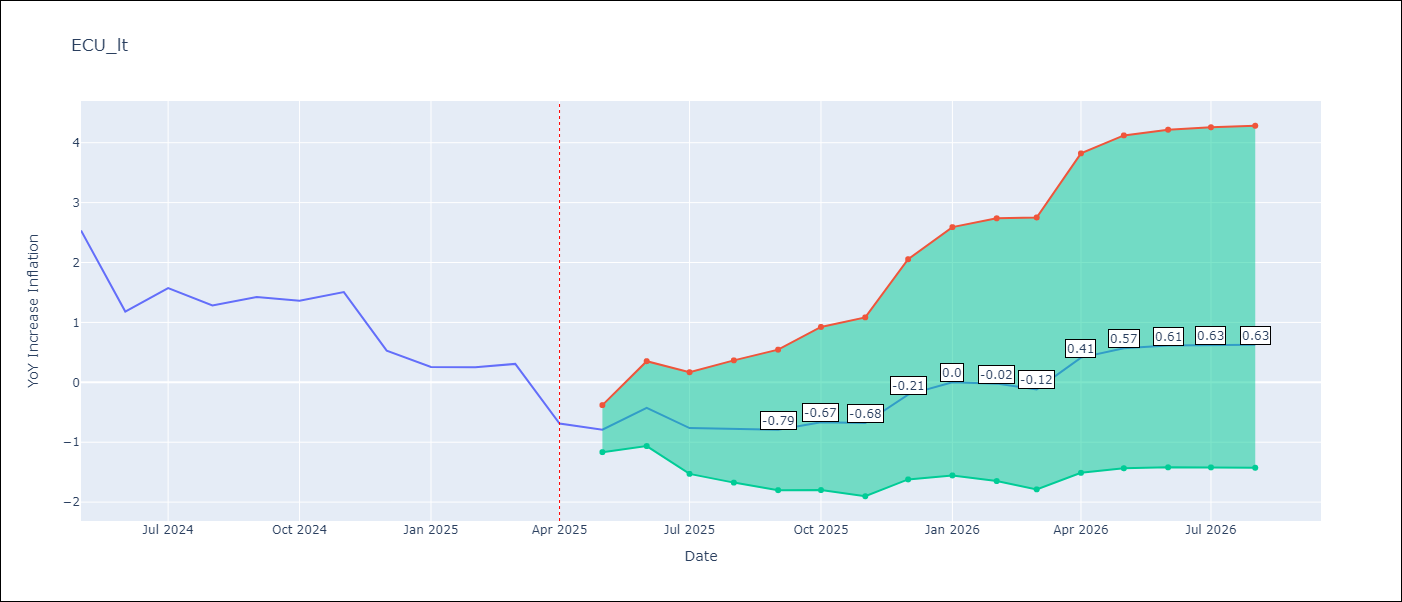 ECU_lt
YoY Increase Inflation
4
3
2
1
0
−1
−2
-0.79
-0.67
-0.68
-0.21
0.0
-0.02
-0.12
0.41
0.57
0.61
0.63
0.63
Jul 2024
Oct 2024
Jan 2025
Apr 2025
Jul 2025
Oct 2025
Jan 2026
Apr 2026
Jul 2026
Date